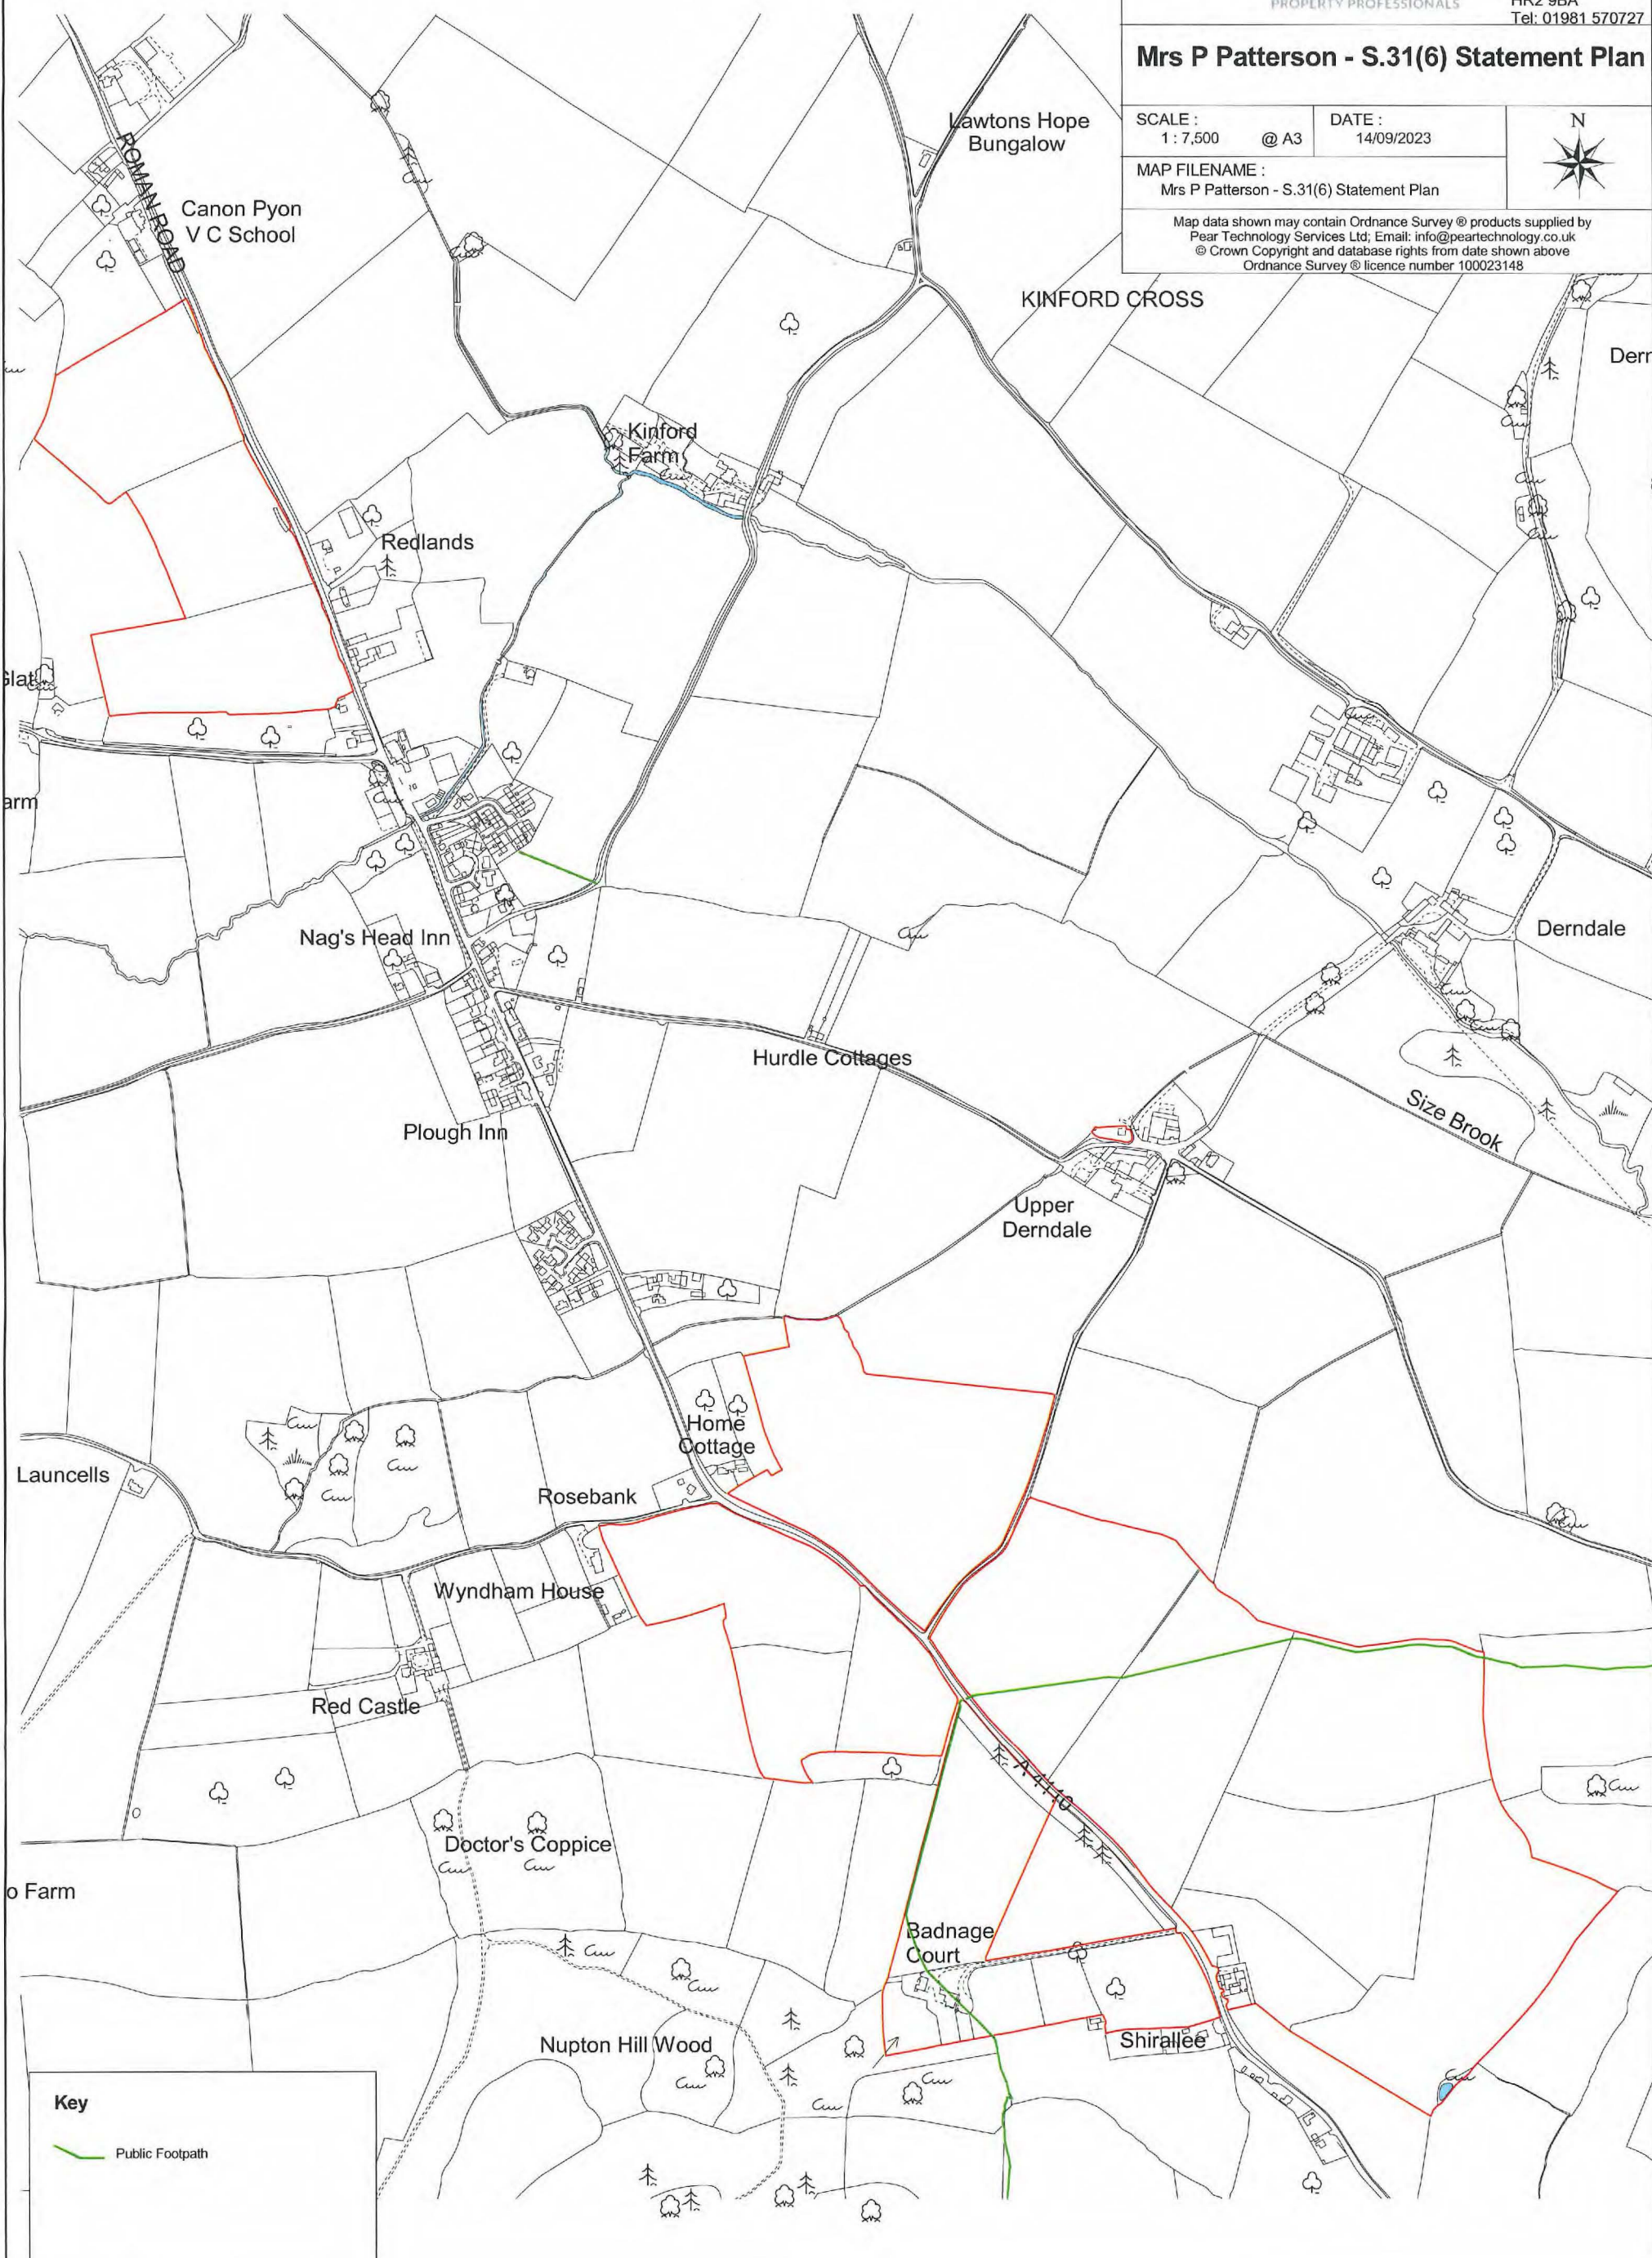 PROPERTY PROFESSIONALS
HR2 9BA
Tel: 01981 570727
Mrs P Patterson - S.31(6) Statement Plan
SCALE :
1 : 7,500 @ A3
DATE :
14/09/2023
N
MAP FILENAME :
Mrs P Patterson - S.31(6) Statement Plan
Map data shown may contain Ordnance Survey ® products supplied by
Pear Technology Services Ltd; Email: info@peartechnology.co.uk
© Crown Copyright and database rights from date shown above
Ordnance Survey ® licence number 100023148
Lawtons Hope
Bungalow
ROMAN ROAD
Canon Pyon
V C School
KINFORD CROSS
Derr
Kinford
Farm
Redlands
slat
arm
Nag's Head Inn
Derndale
Hurdle Cottages
Size Brook
Plough Inn
Upper
Derndale
Home
Cottage
Launcells
Rosebank
Wyndham House
Red Castle
A 4110
Doctor's Coppice
o Farm
Badnage
Court
Nupton Hill Wood
Shirallee
Key
Public Footpath